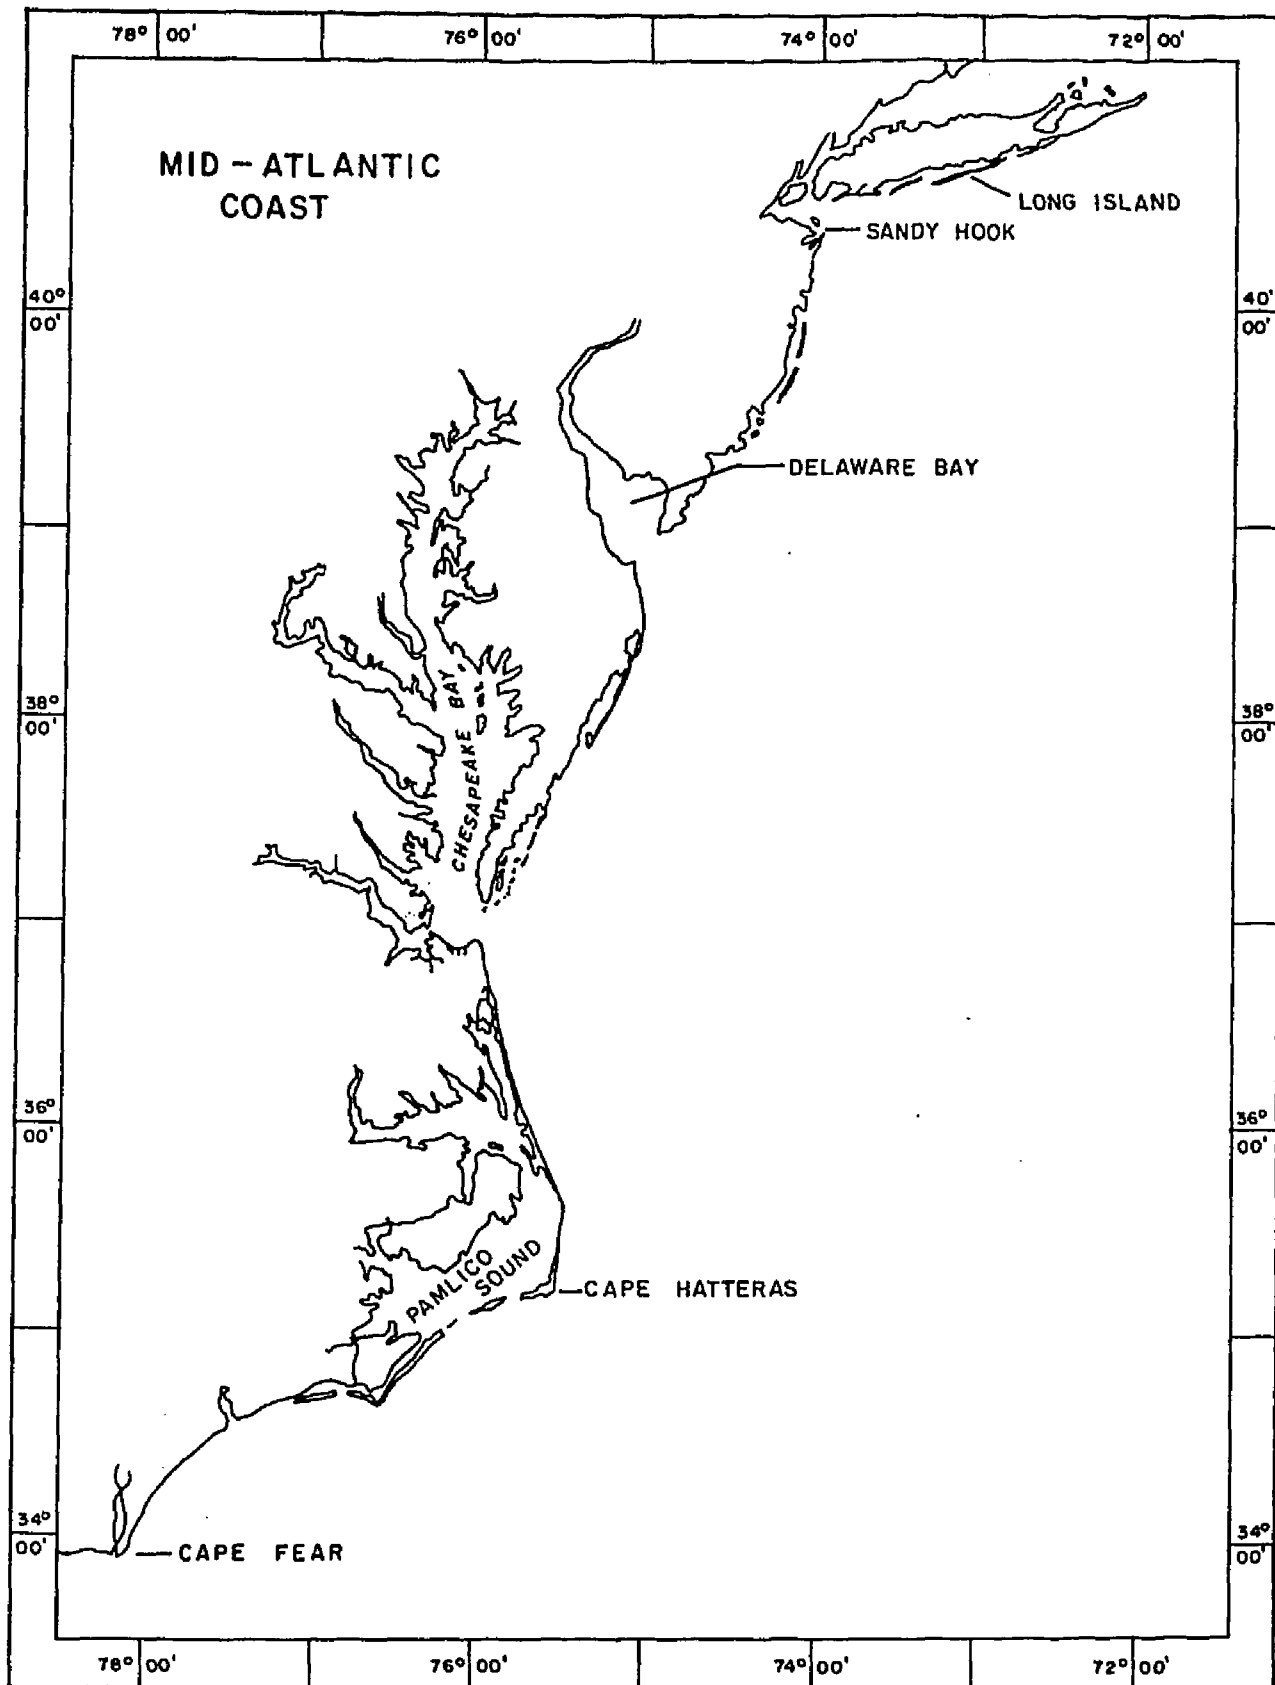 78° 00'
76° 00'
74° 00'
72° 00'
MID-ATLANTIC
COAST
LONG ISLAND
SANDY HOOK
40°
00'
40'
00'
DELAWARE BAY
38°
00'
38°
00'
CHESAPEAKE BAY
36°
00'
36°
00'
PAMLICO
SOUND
CAPE HATTERAS
34°
00'
34°
00'
CAPE FEAR
78° 00'
76° 00'
74° 00'
72° 00'